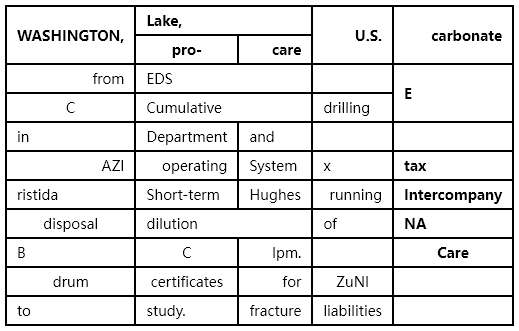 WASHINGTON, Lake, U.S. carbonate
pro- care
from EDS E
C Cumulative drilling
in Department and
AZI operating System x tax
ristida Short-term Hughes running Intercompany
disposal dilution of NA
B C lpm. Care
drum certificates for ZuNI
to study. fracture liabilities